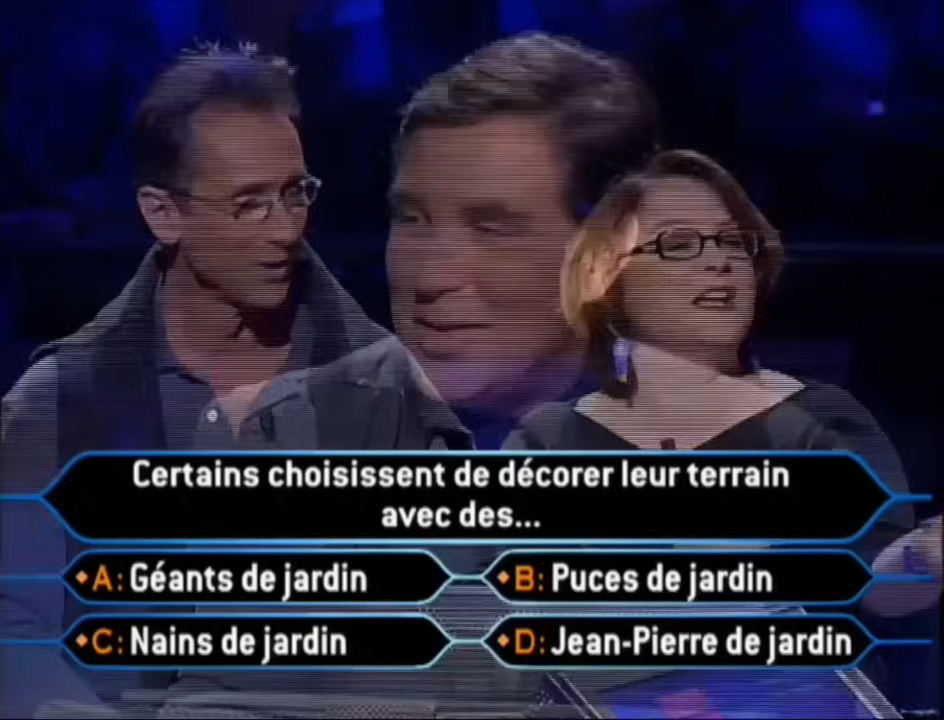 Certains choisissent de décorer leur terrain
avec des...
A: Géants de jardin
B: Puces de jardin
C: Nains de jardin
D: Jean-Pierre de jardin